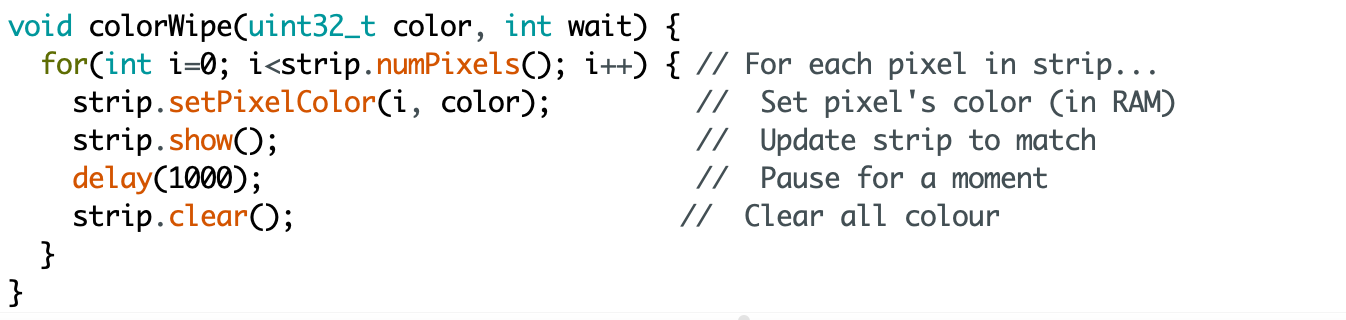 void colorWipe(uint32_t color, int wait) {
  for(int i=0; i<strip.numPixels(); i++) { // For each pixel in strip...
    strip.setPixelColor(i, color);         //  Set pixel's color (in RAM)
    strip.show();                          //  Update strip to match
    delay(1000);                           //  Pause for a moment
    strip.clear();                        //  Clear all colour
  }
}